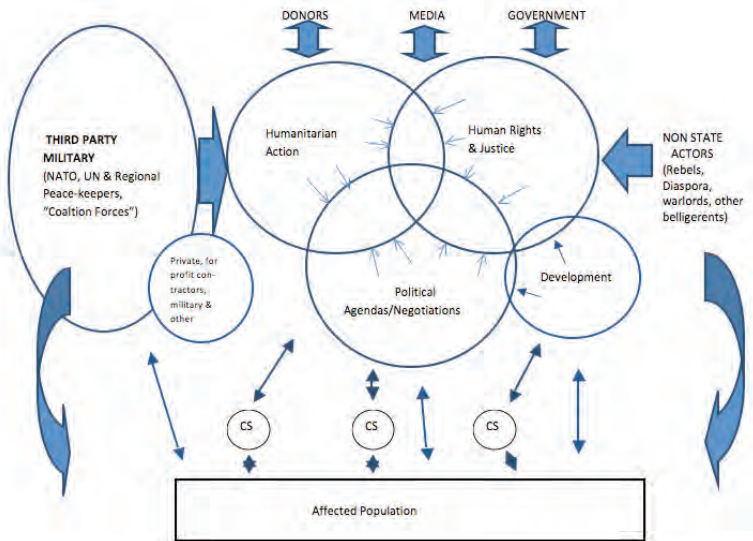 DONORS
MEDIA
GOVERNMENT
THIRD PARTY
MILITARY
(NATO, UN & Regional
Peace-keepers,
"Coaltion Forces")
Humanitarian
Action
Human Rights
& Justice
NON STATE
ACTORS
(Rebels,
Diaspora,
warlords, other
belligerents)
Private, for
profit con-
tractors,
military &
other
Political
Agendas/Negotiations
Development
CS
CS
CS
Affected Population